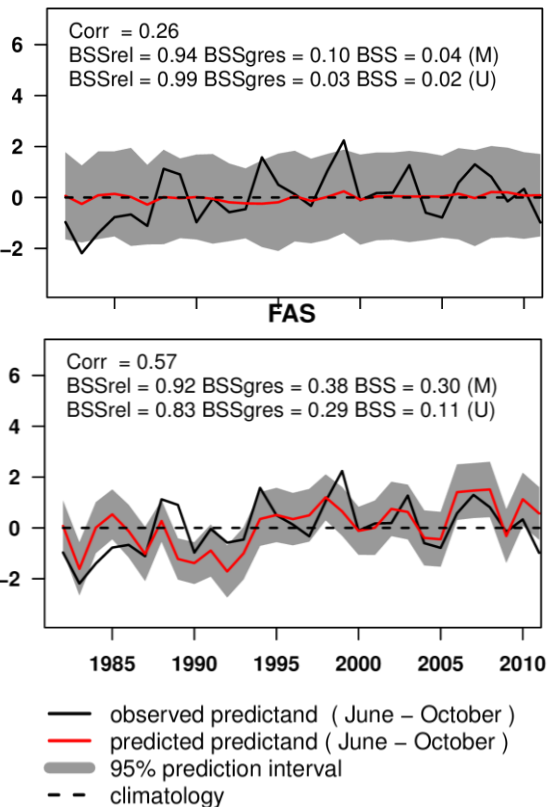 Corr = 0.26
BSSrel = 0.94 BSSgres = 0.10 BSS = 0.04 (M)
BSSrel = 0.99 BSSgres = 0.03 BSS = 0.02 (U)
6
4
2
0
−2
FAS
Corr = 0.57
BSSrel = 0.92 BSSgres = 0.38 BSS = 0.30 (M)
BSSrel = 0.83 BSSgres = 0.29 BSS = 0.11 (U)
6
4
2
0
−2
1985 1990 1995 2000 2005 2010
observed predictand ( June − October )
predicted predictand ( June − October )
95% prediction interval
climatology